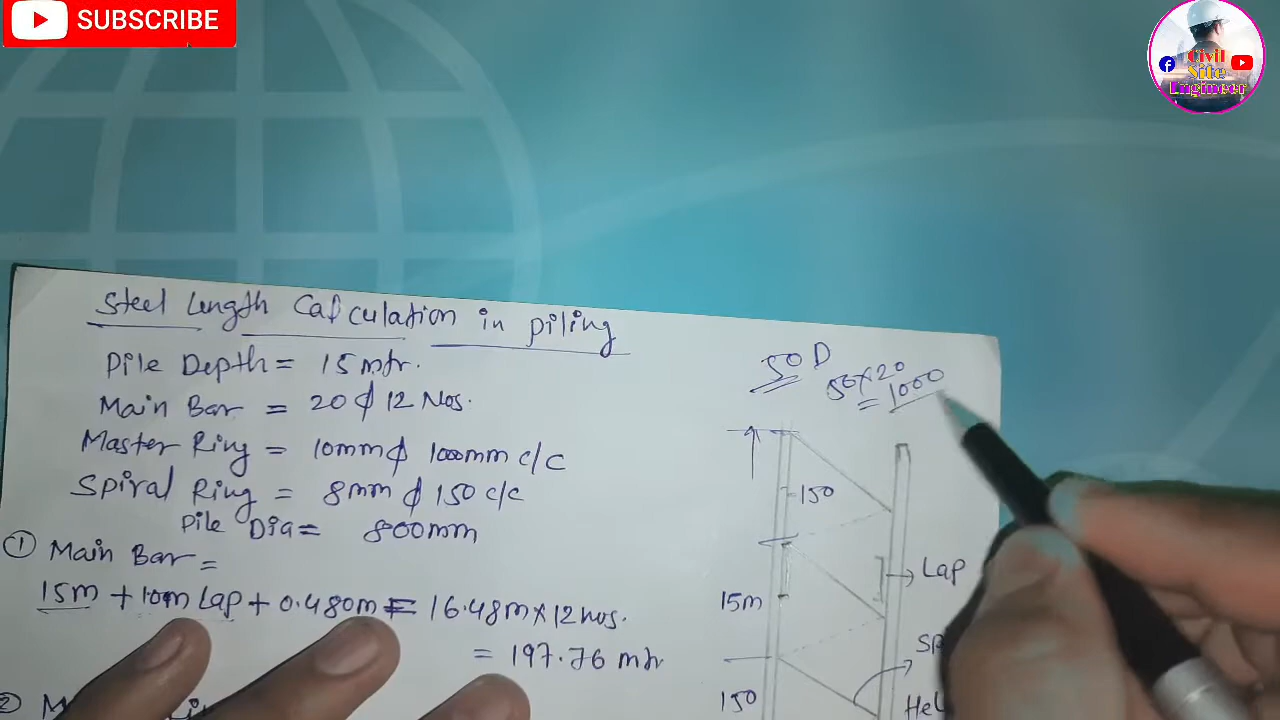 SUBSCRIBE
Civil
Site
Engineer
Steel Length Calculation in piling
Pile Depth = 15 mtr.
Main Bar = 20 ϕ 12 Nos.
Master Ring = 10mm ϕ 1000mm c/c
Spiral Ring = 8mm ϕ 150 c/c
Pile Dia = 800mm
① Main Bar =
15m + 10m Lap + 0.480m = 16.48m × 12 nos.
= 197.76 mtr
②
50 D
50 × 20
= 1000
150
Lap
15m
150